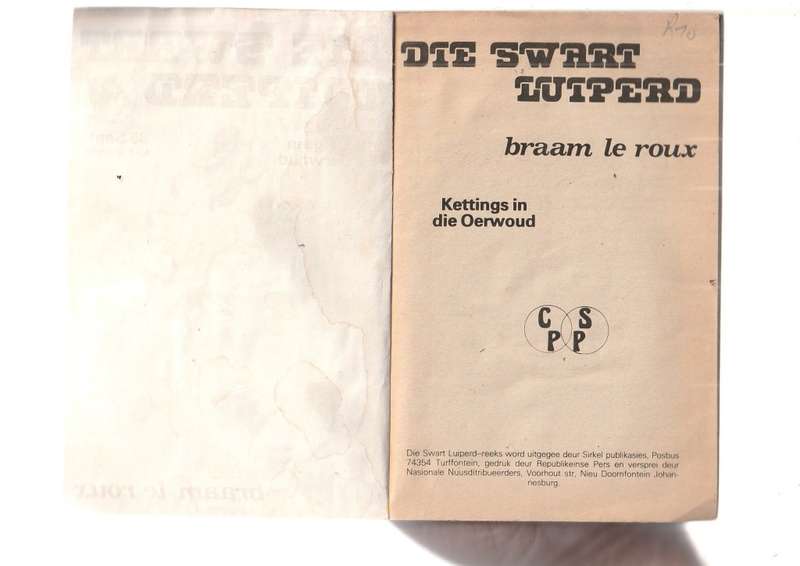 DIE SWART
LUIPERD
braam le roux
Kettings in
die Oerwoud
C S
P P
Die Swart Luiperd-reeks word uitgegee deur Sirkel publikasies, Posbus
74354 Turffontein, gedruk deur Republikeinse Pers en versprei deur
Nasionale Nuusditribueerders, Voorhout str, Nieu Doornfontein Johan-
nesburg.